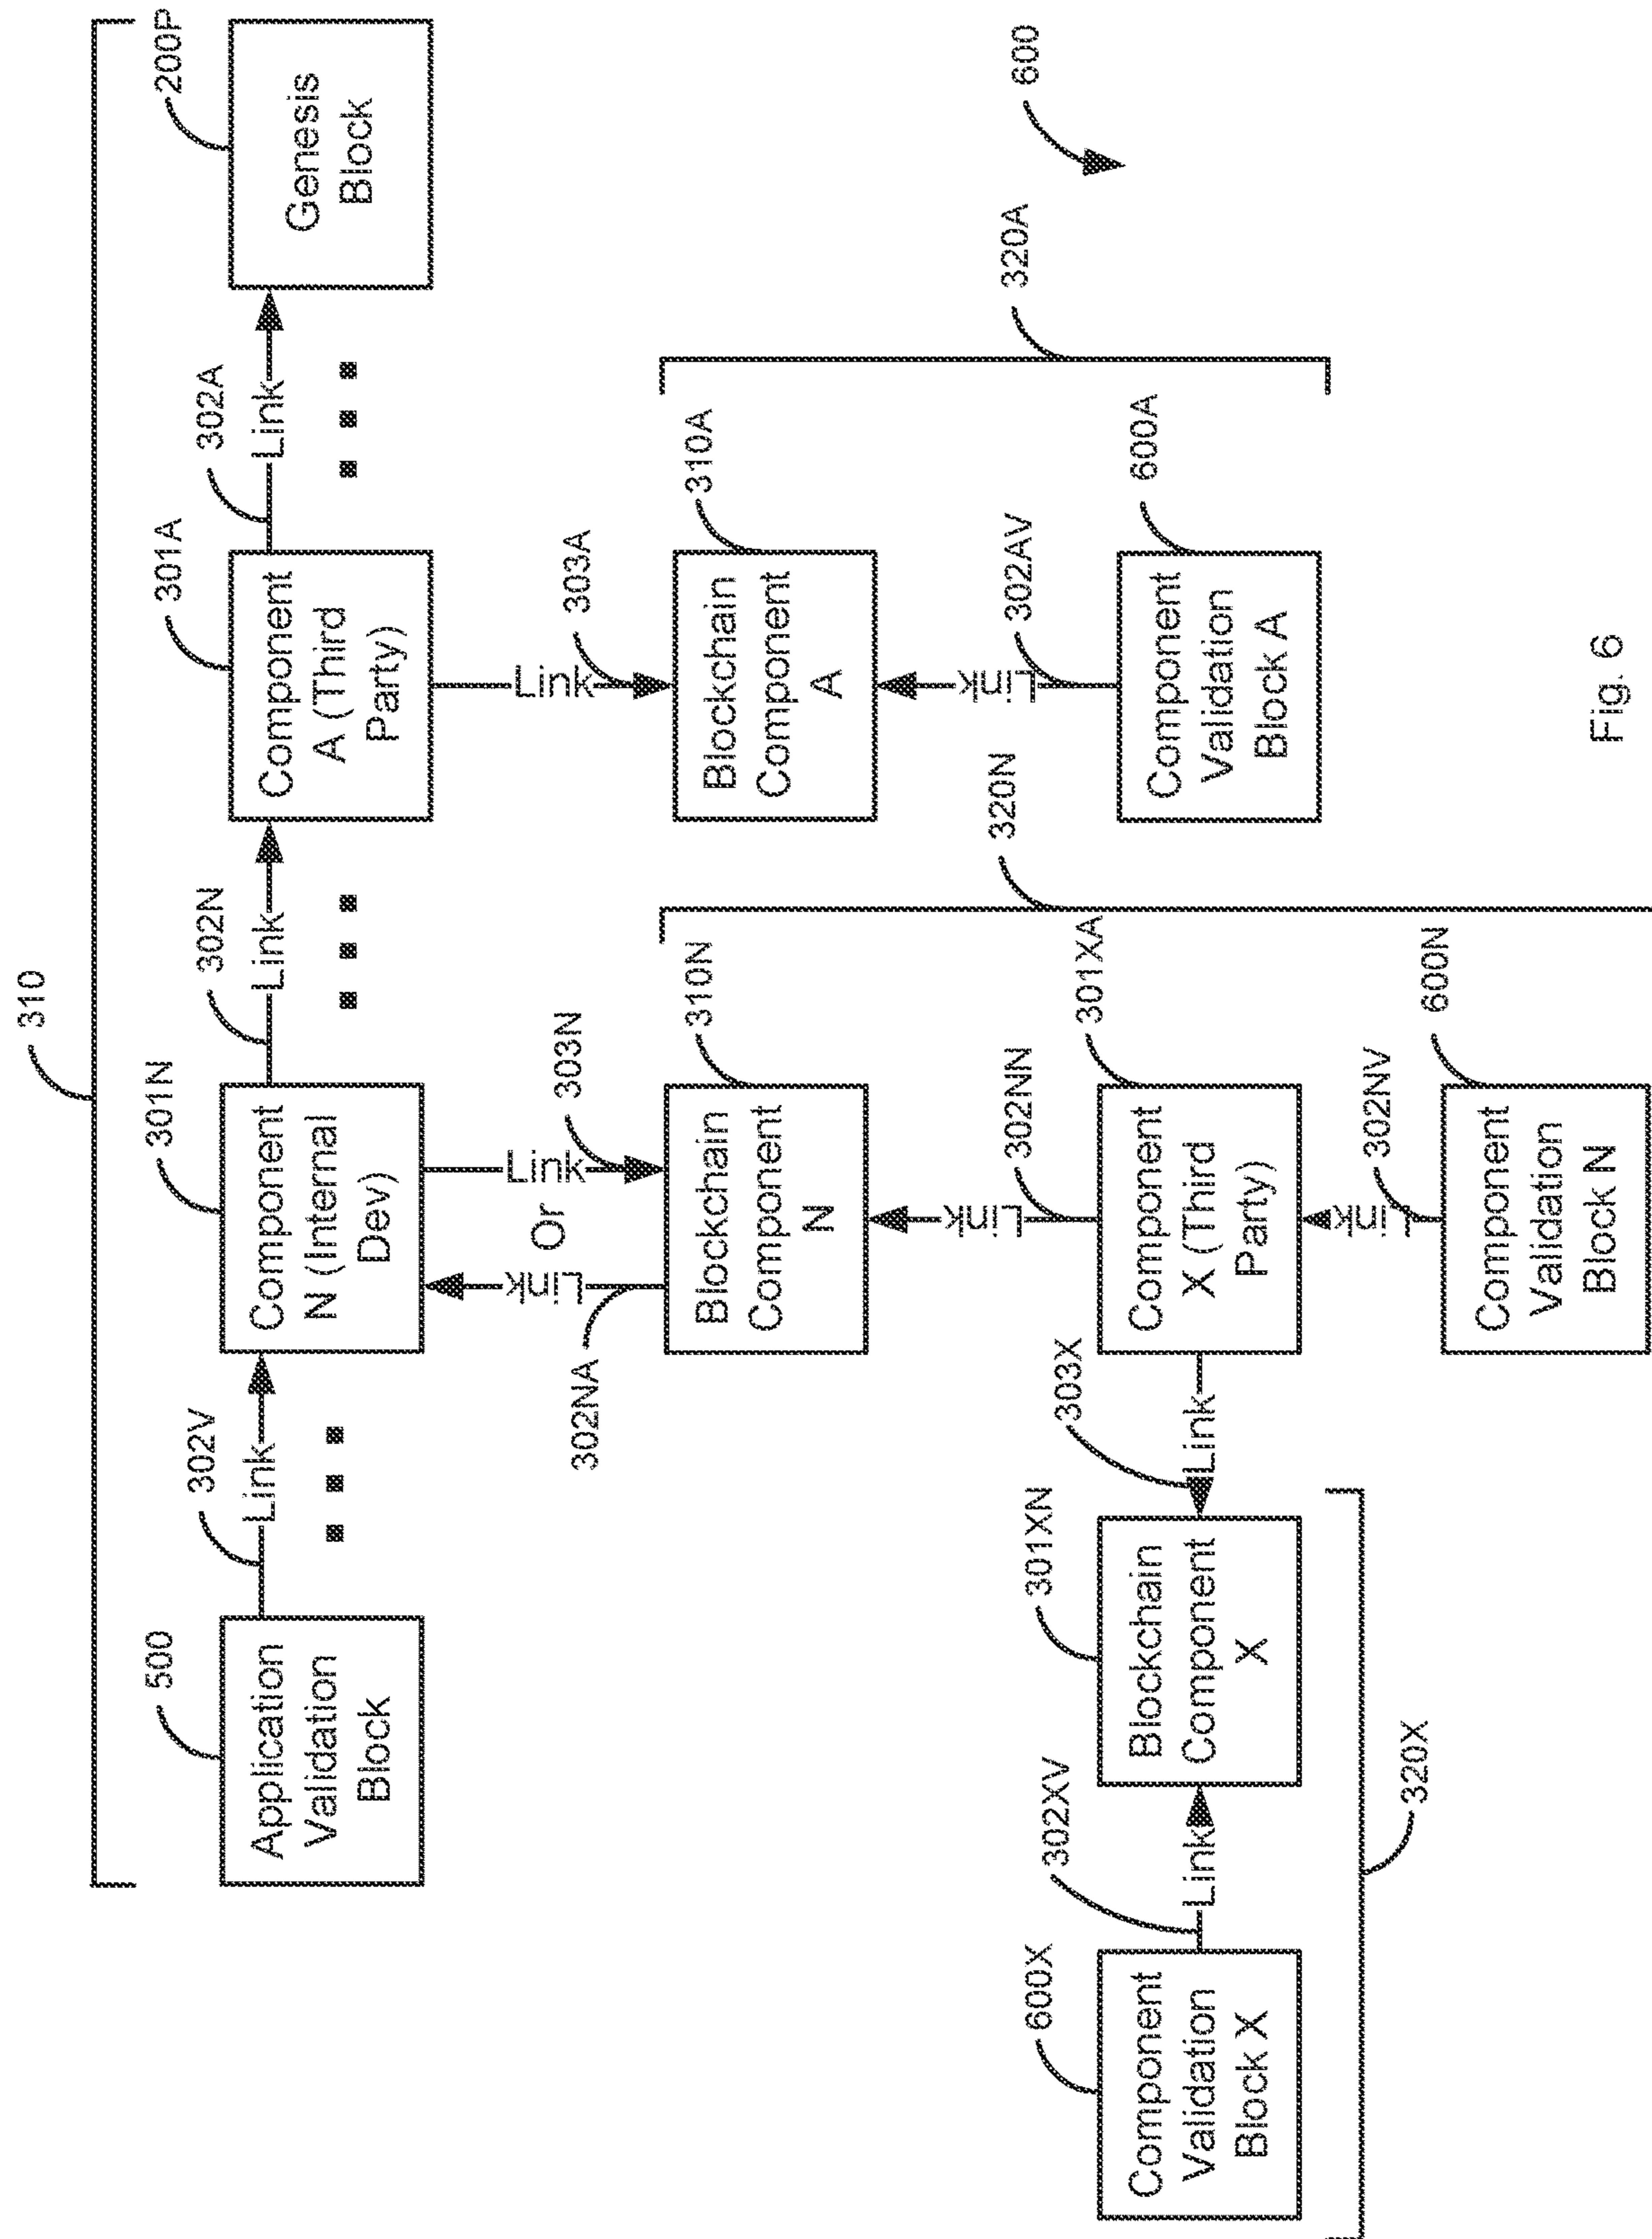 310
500
Application
Validation
Block
302V
Link
301N
Component
N (Internal
Dev)
302N
Link
301A
Component
A (Third
Party)
302A
Link
200P
Genesis
Block
302NA
Link
Or
Link
303N
Link
303A
310N
Blockchain
Component
N
310A
Blockchain
Component
A
320N
320A
600
Link
302NN
Link
302AV
600X
Component
Validation
Block X
302XV
Link
301XN
Blockchain
Component
X
303X
Link
301XA
Component
X (Third
Party)
600A
Component
Validation
Block A
320X
Link
302NV
600N
Component
Validation
Block N
Fig. 6